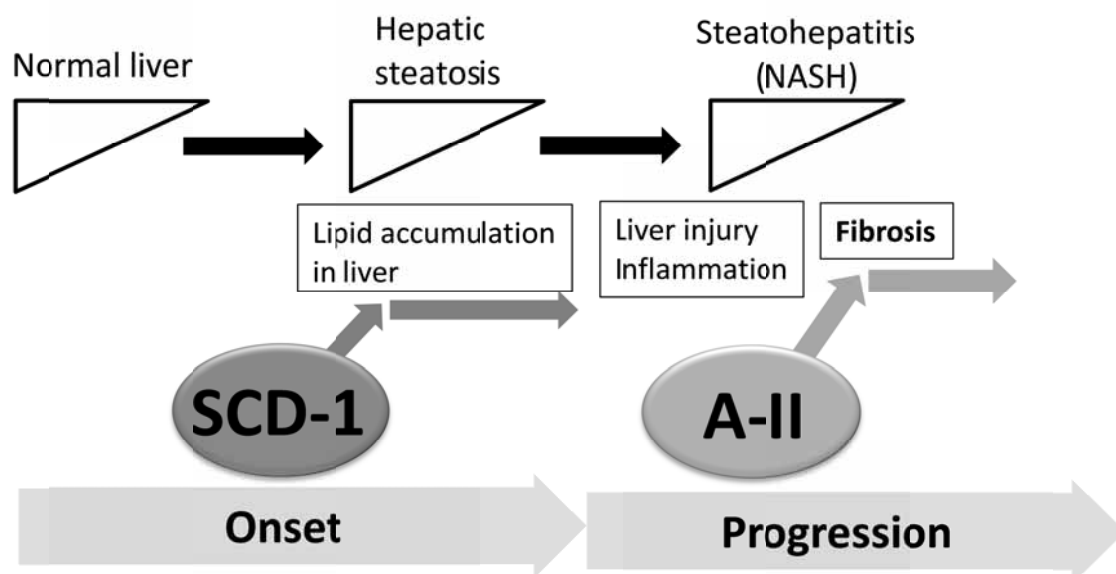 Normal liver
Hepatic
steatosis
Steatohepatitis
(NASH)
Lipid accumulation
in liver
Liver injury
Inflammation
Fibrosis
SCD-1
A-II
Onset
Progression